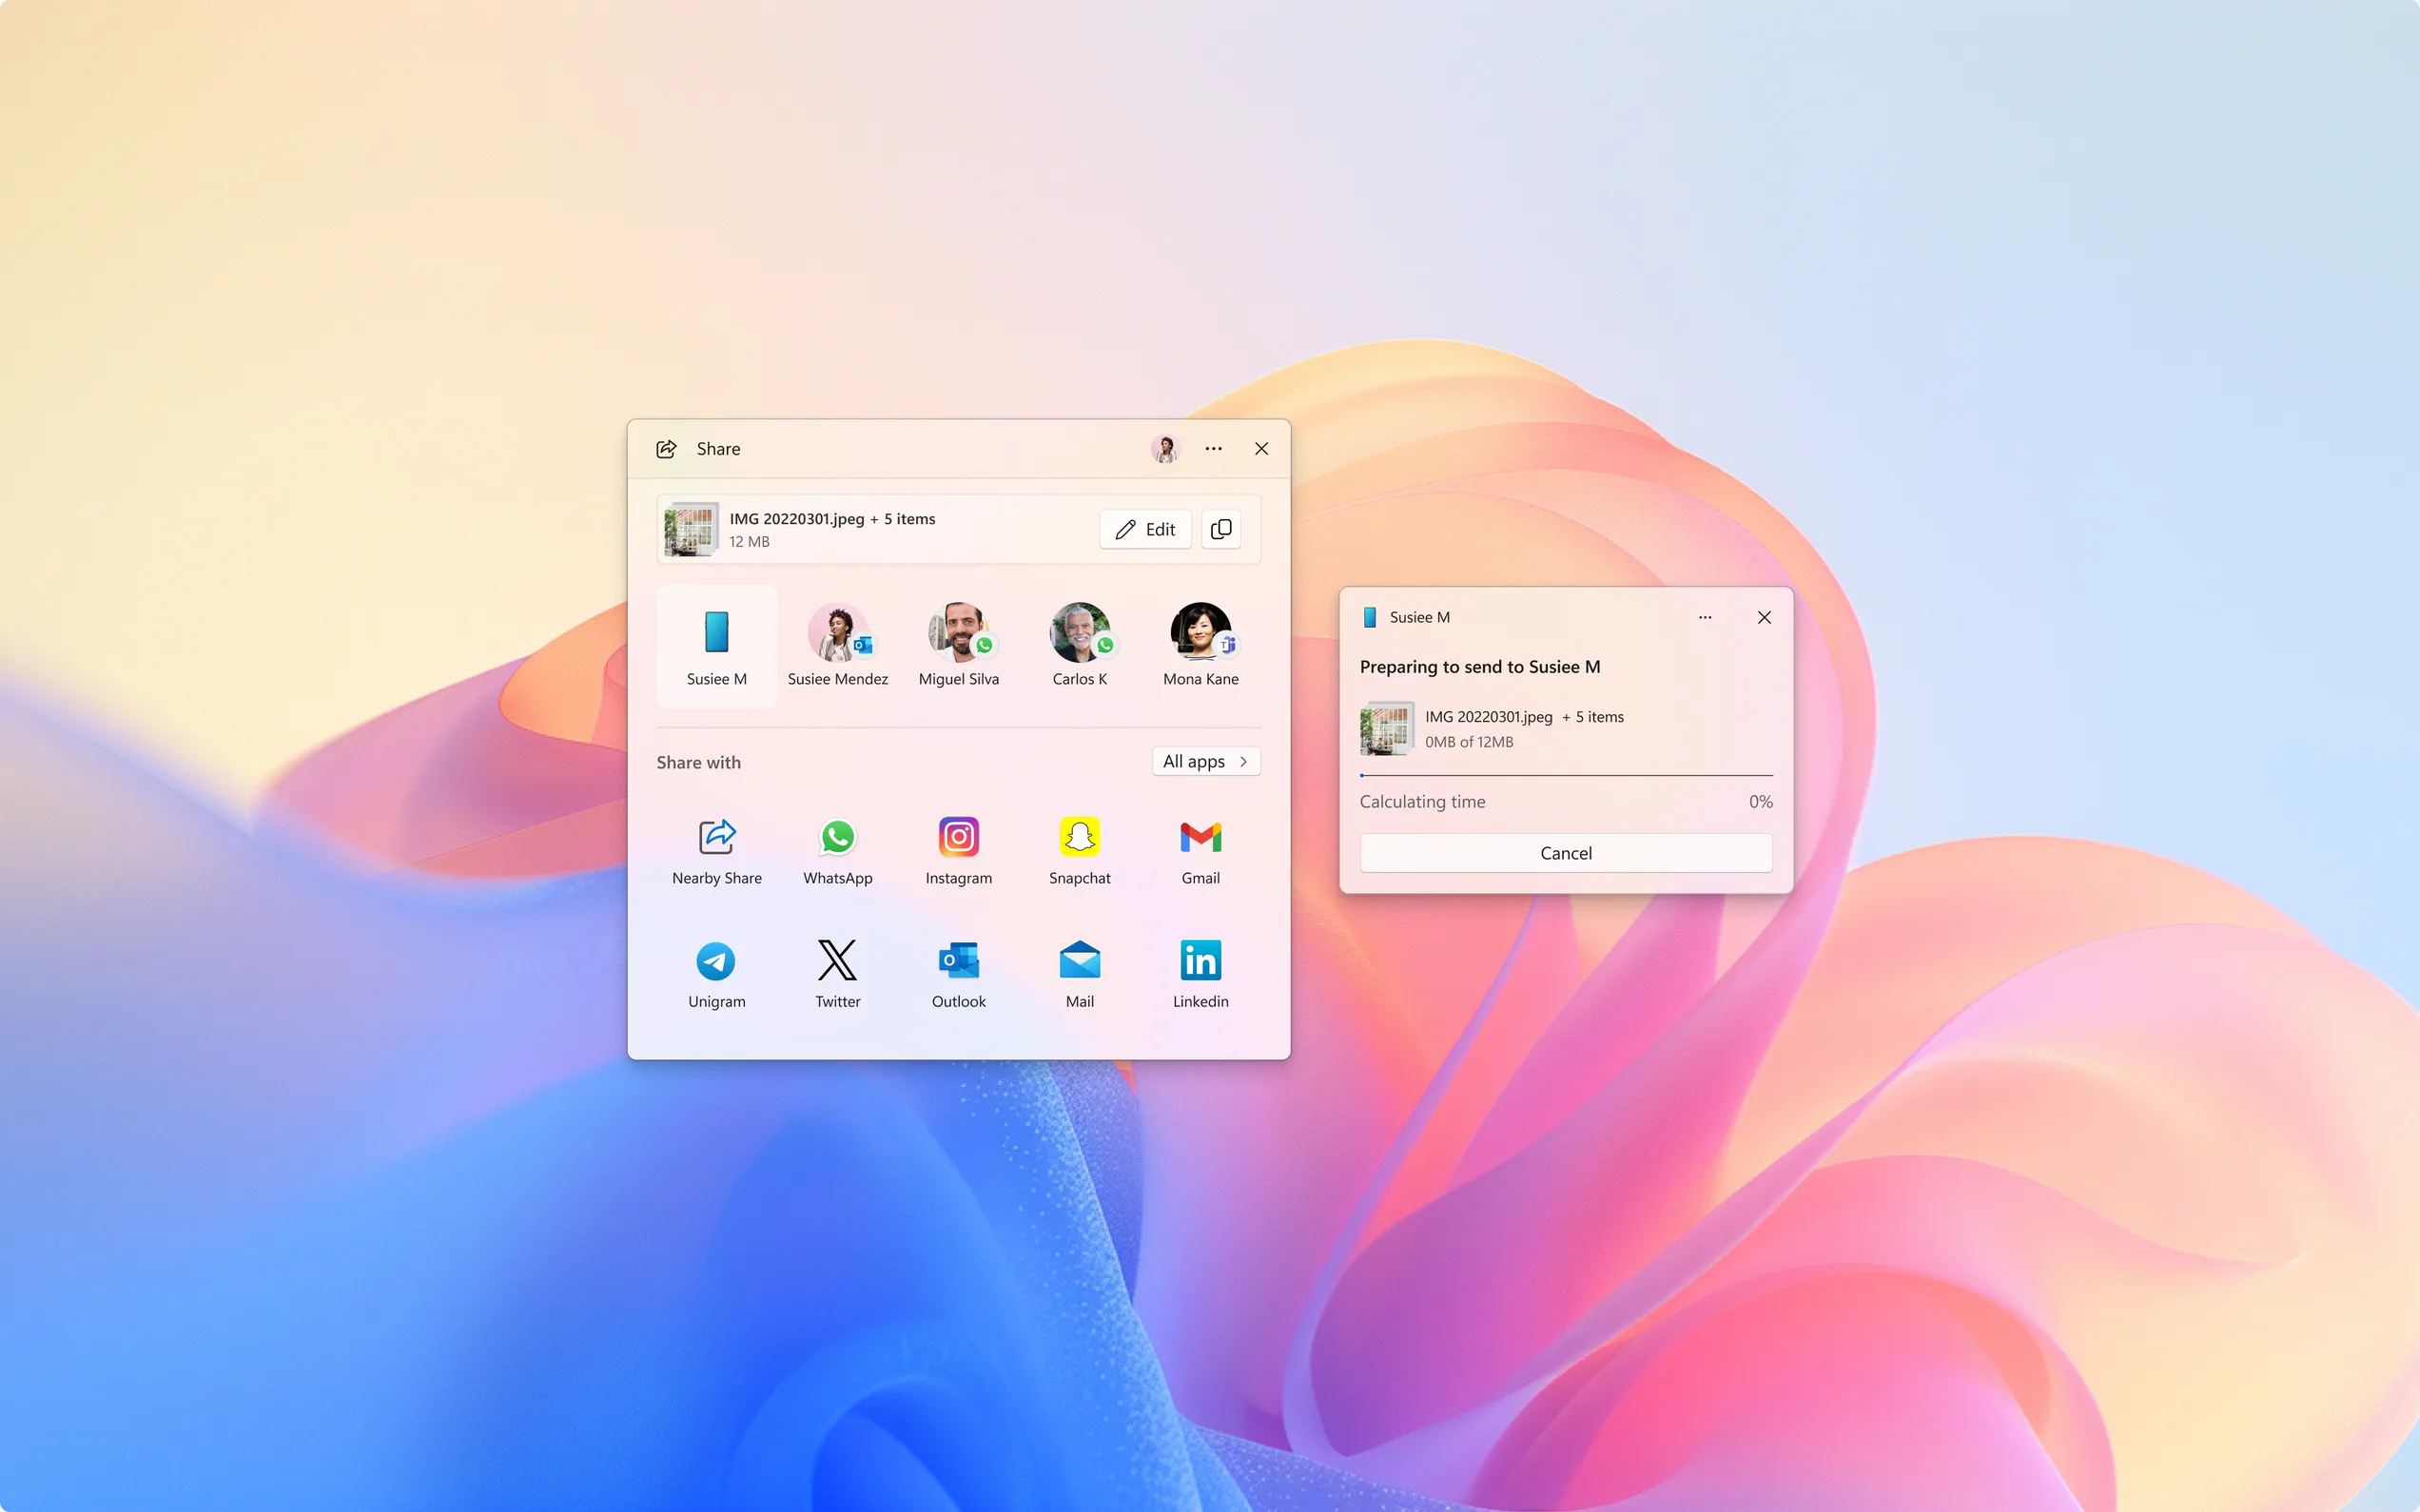 Share
IMG 20220301.jpeg + 5 items
12 MB
Edit
Susiee M
Susiee Mendez
Miguel Silva
Carlos K
Mona Kane
Share with
All apps
Nearby Share
WhatsApp
Instagram
Snapchat
Gmail
Unigram
Twitter
Outlook
Mail
Linkedin
Susiee M
Preparing to send to Susiee M
IMG 20220301.jpeg + 5 items
0MB of 12MB
Calculating time
0%
Cancel